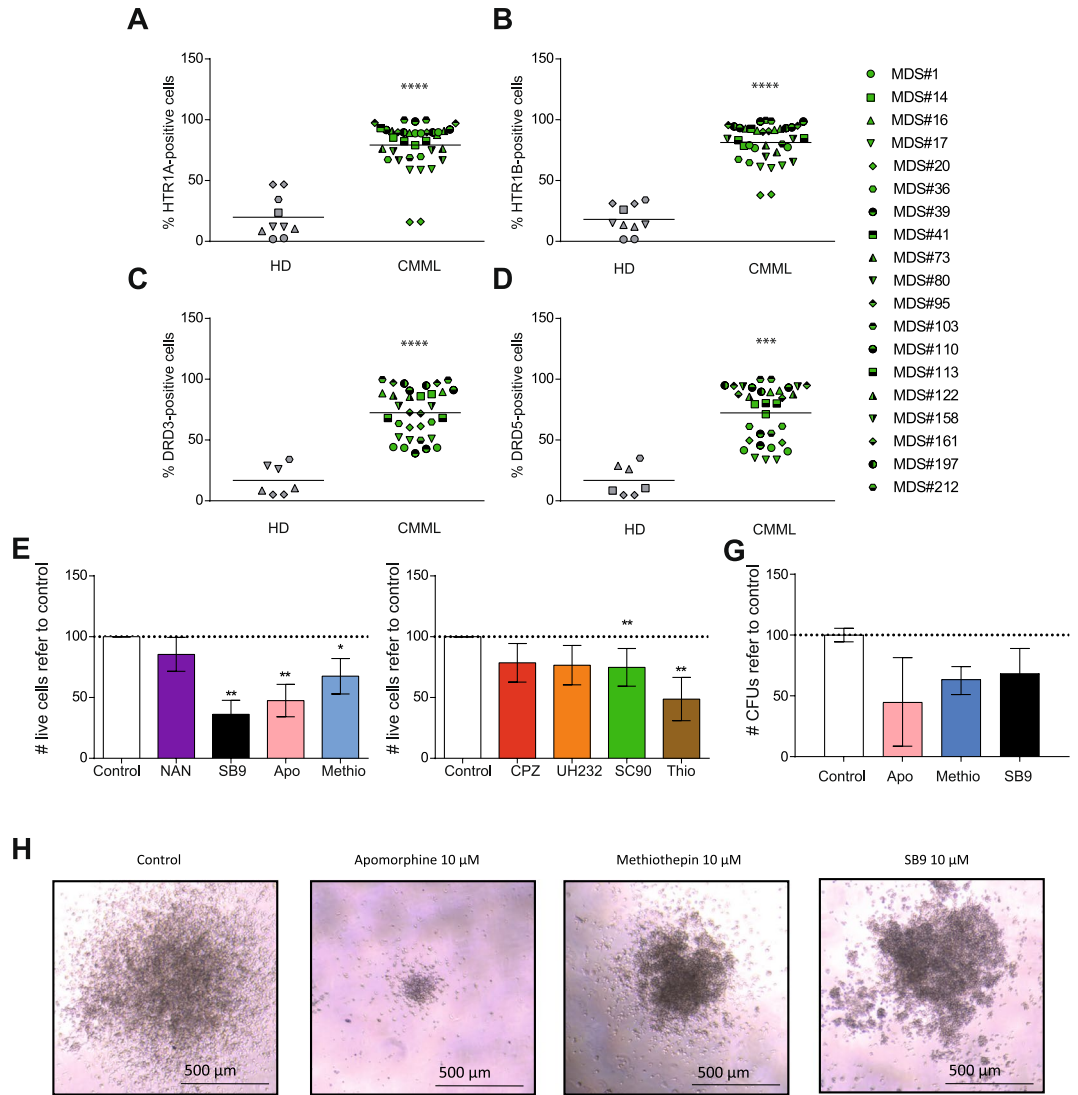 A
150
100
50
0
% HTR1A-positive cells
****
HD
CMML
B
150
100
50
0
% HTR1B-positive cells
****
HD
CMML
MDS#1
MDS#14
MDS#16
MDS#17
MDS#20
MDS#36
MDS#39
MDS#41
MDS#73
MDS#80
MDS#95
MDS#103
MDS#110
MDS#113
MDS#122
MDS#158
MDS#161
MDS#197
MDS#212
C
150
100
50
0
% DRD3-positive cells
****
HD
CMML
D
150
100
50
0
% DRD5-positive cells
***
HD
CMML
E
150
100
50
0
# live cells refer to control
** ** *
Control NAN SB9 Apo Methio
150
100
50
0
# live cells refer to control
** **
Control CPZ UH232 SC90 Thio
G
150
100
50
0
# CFUs refer to control
Control Apo Methio SB9
H
Control
Apomorphine 10 µM
Methiothepin 10 µM
SB9 10 µM
500 µm
500 µm
500 µm
500 µm